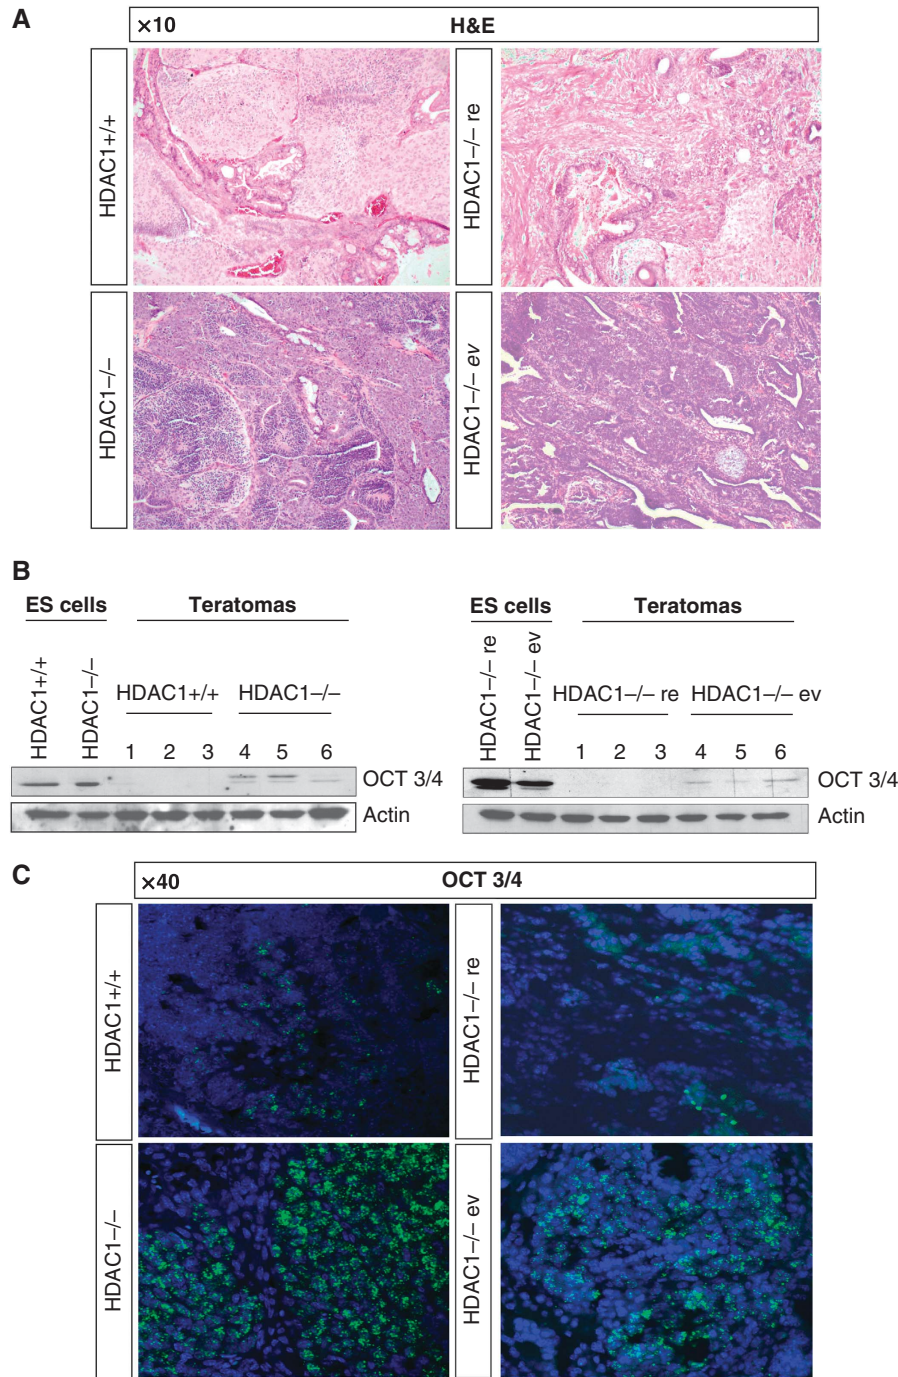 A
×10 H&E
HDAC1+/+
HDAC1–/– re
HDAC1–/–
HDAC1–/– ev
B
ES cells Teratomas
HDAC1+/+ HDAC1–/– HDAC1+/+ HDAC1–/–
1 2 3 4 5 6
OCT 3/4
Actin
ES cells Teratomas
HDAC1–/– re HDAC1–/– ev HDAC1–/– re HDAC1–/– ev
1 2 3 4 5 6
OCT 3/4
Actin
C
×40 OCT 3/4
HDAC1+/+
HDAC1–/– re
HDAC1–/–
HDAC1–/– ev